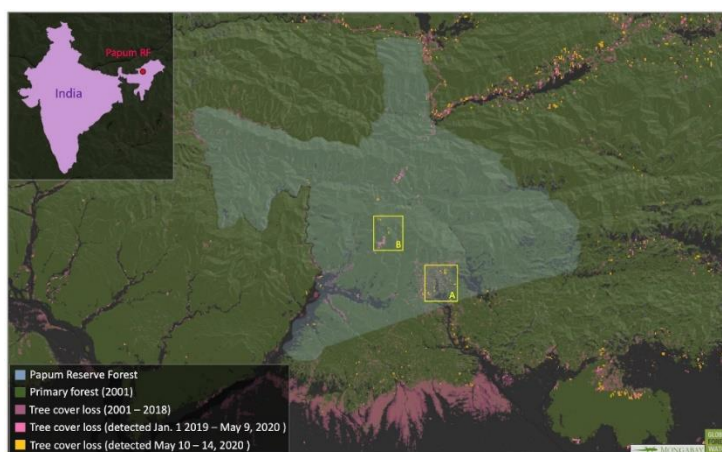 Papum RF
India
B
A
Papum Reserve Forest
Primary forest (2001)
Tree cover loss (2001 – 2018)
Tree cover loss (detected Jan. 1 2019 – May 9, 2020)
Tree cover loss (detected May 10 – 14, 2020)
MONGABAY